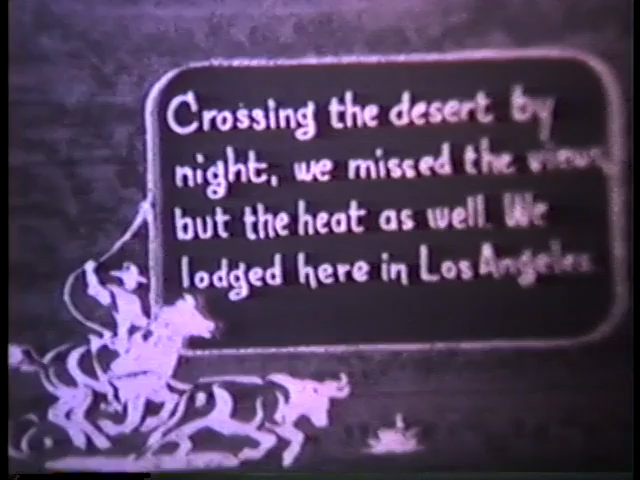 Crossing the desert by
night, we missed the views
but the heat as well. We
lodged here in Los Angeles.